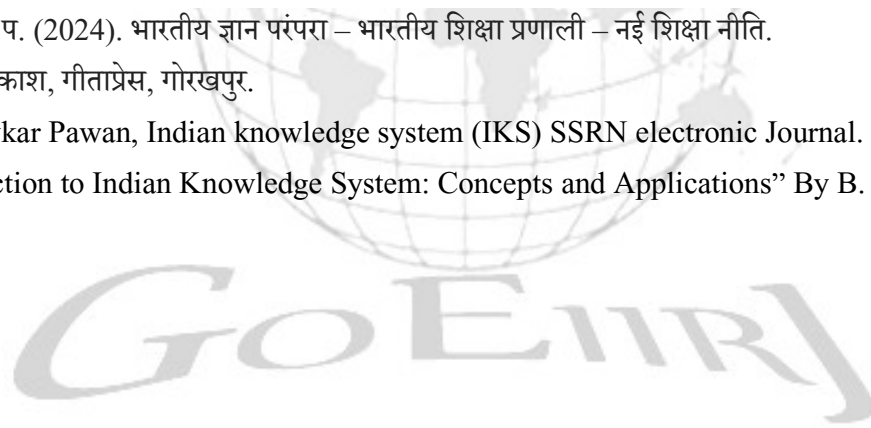 प. (2024). भारतीय ज्ञान परंपरा – भारतीय शिक्षा प्रणाली – नई शिक्षा नीति.
काश, गीताप्रेस, गोरखपुर.
kar Pawan, Indian knowledge system (IKS) SSRN electronic Journal.
ction to Indian Knowledge System: Concepts and Applications” By B.
GOEIIRJ